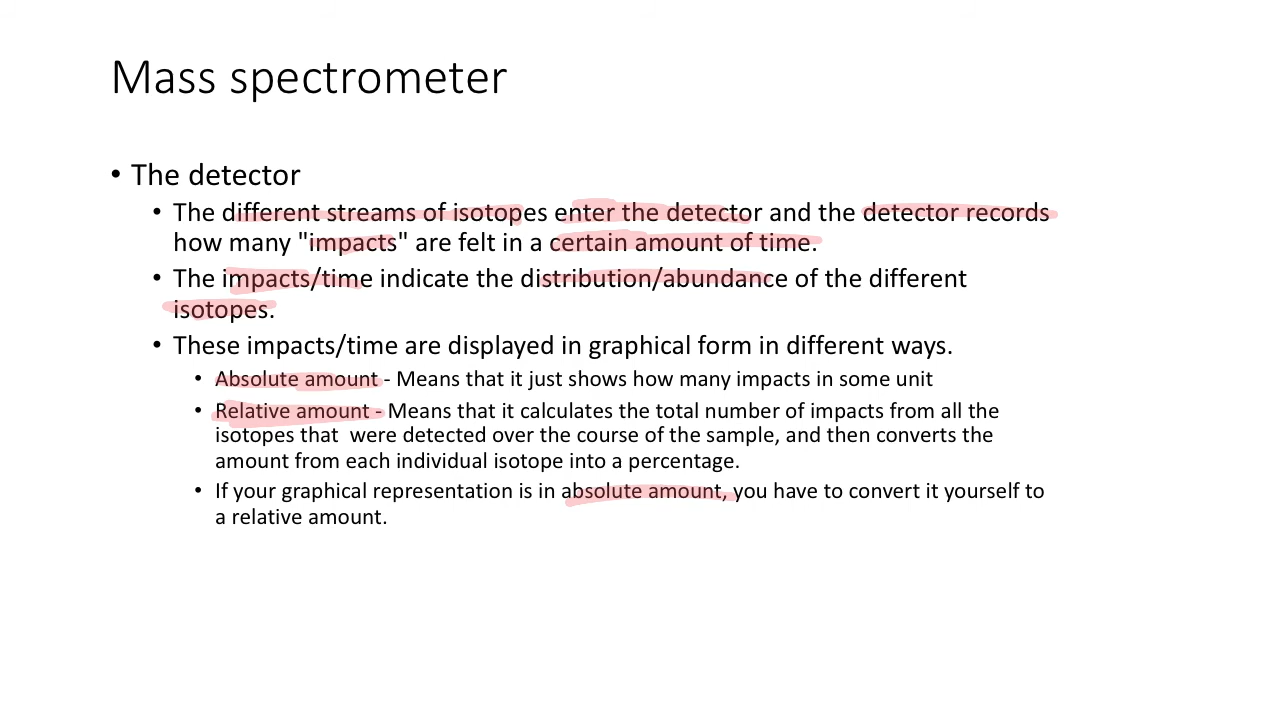 Mass spectrometer
• The detector
• The different streams of isotopes enter the detector and the detector records
how many "impacts" are felt in a certain amount of time.
• The impacts/time indicate the distribution/abundance of the different
isotopes.
• These impacts/time are displayed in graphical form in different ways.
• Absolute amount - Means that it just shows how many impacts in some unit
• Relative amount - Means that it calculates the total number of impacts from all the
isotopes that  were detected over the course of the sample, and then converts the
amount from each individual isotope into a percentage.
• If your graphical representation is in absolute amount, you have to convert it yourself to
a relative amount.